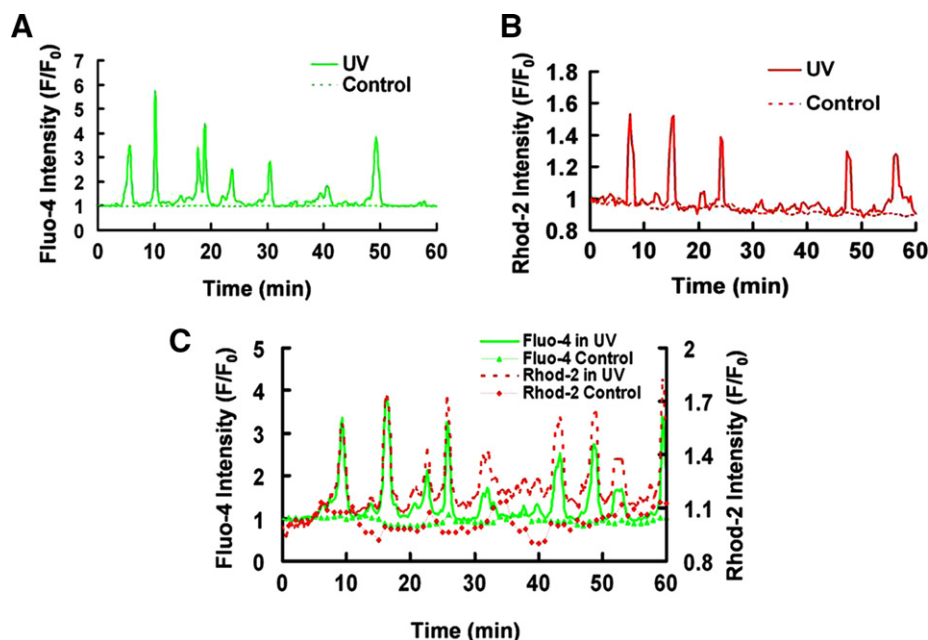 A
Fluo-4 Intensity (F/F0)
7
6
5
4
3
2
1
0
UV
Control
0 10 20 30 40 50 60
Time (min)
B
Rhod-2 Intensity (F/F0)
1.8
1.6
1.4
1.2
1
0.8
UV
Control
0 10 20 30 40 50 60
Time (min)
C
Fluo-4 Intensity (F/F0)
5
4
3
2
1
0
Fluo-4 in UV
Fluo-4 Control
Rhod-2 in UV
Rhod-2 Control
2
1.7
1.4
1.1
0.8
Rhod-2 Intensity (F/F0)
0 10 20 30 40 50 60
Time (min)